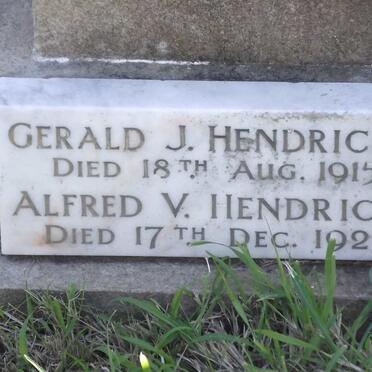 GERALD J. HENDRIC
DIED 18TH AUG. 191
ALFRED V. HENDRIC
DIED 17TH DEC. 192